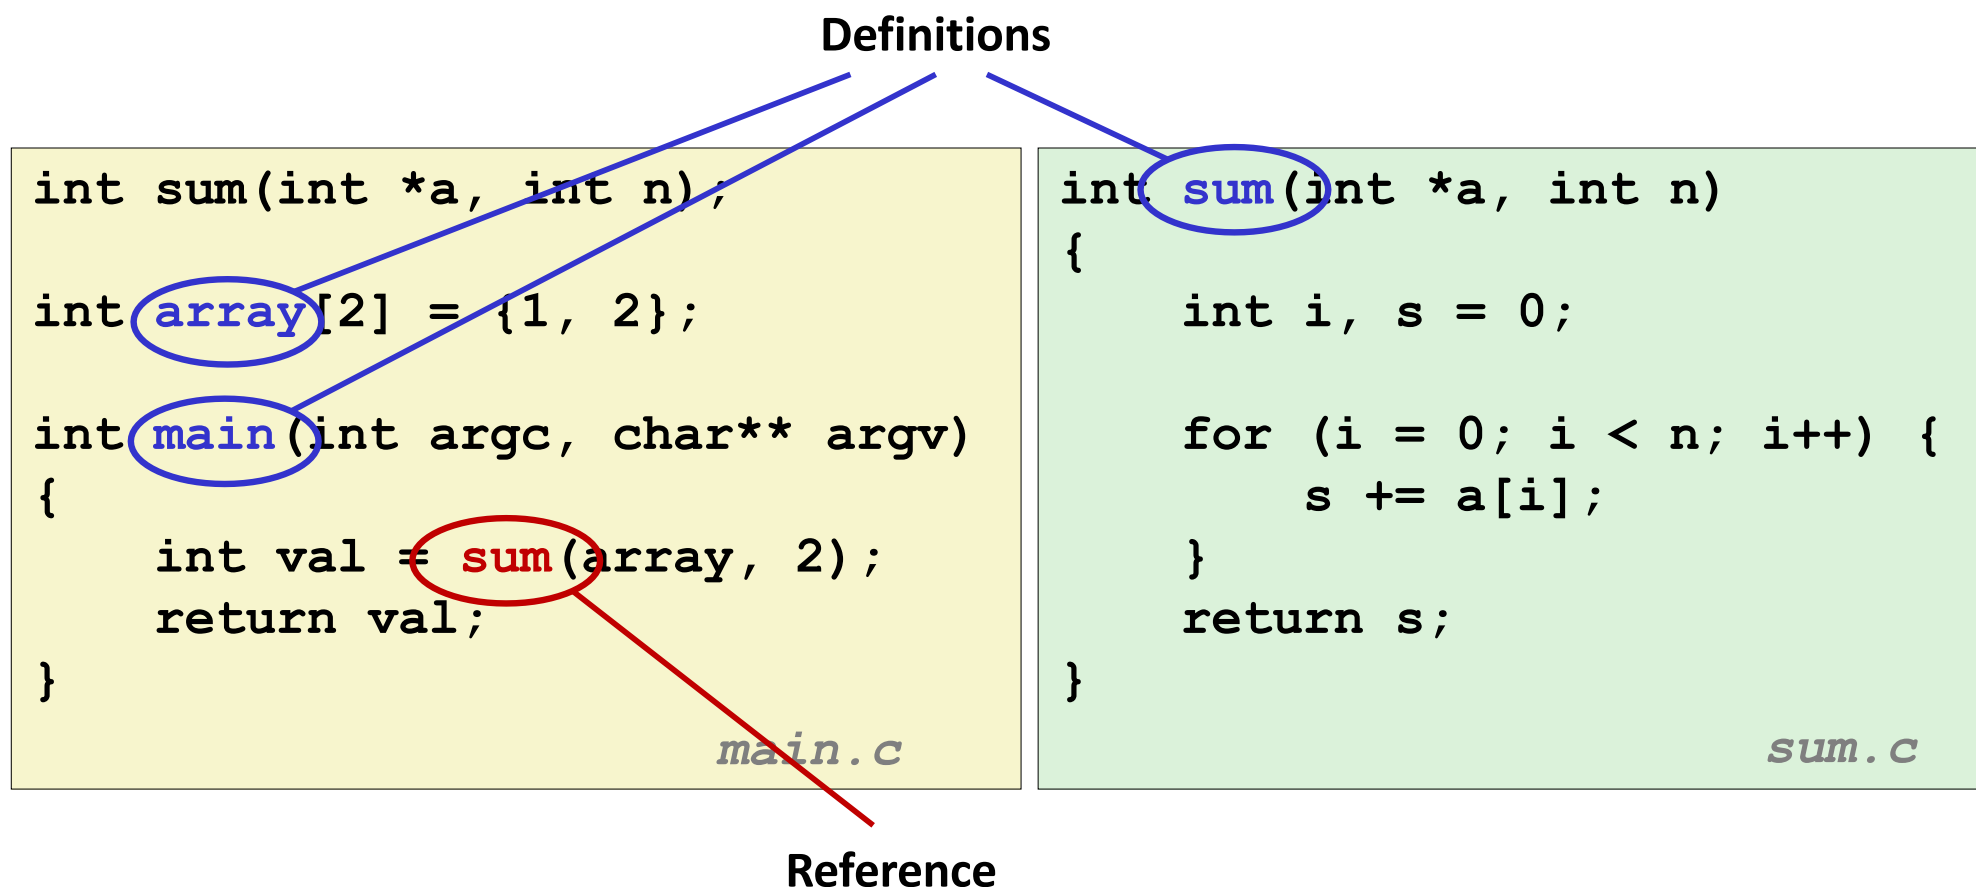 Definitions
int sum(int *a, int n);
int array[2] = {1, 2};
int main(int argc, char** argv)
{
    int val = sum(array, 2);
    return val;
}
main.c
int sum(int *a, int n)
{
    int i, s = 0;
    for (i = 0; i < n; i++) {
        s += a[i];
    }
    return s;
}
sum.c
Reference